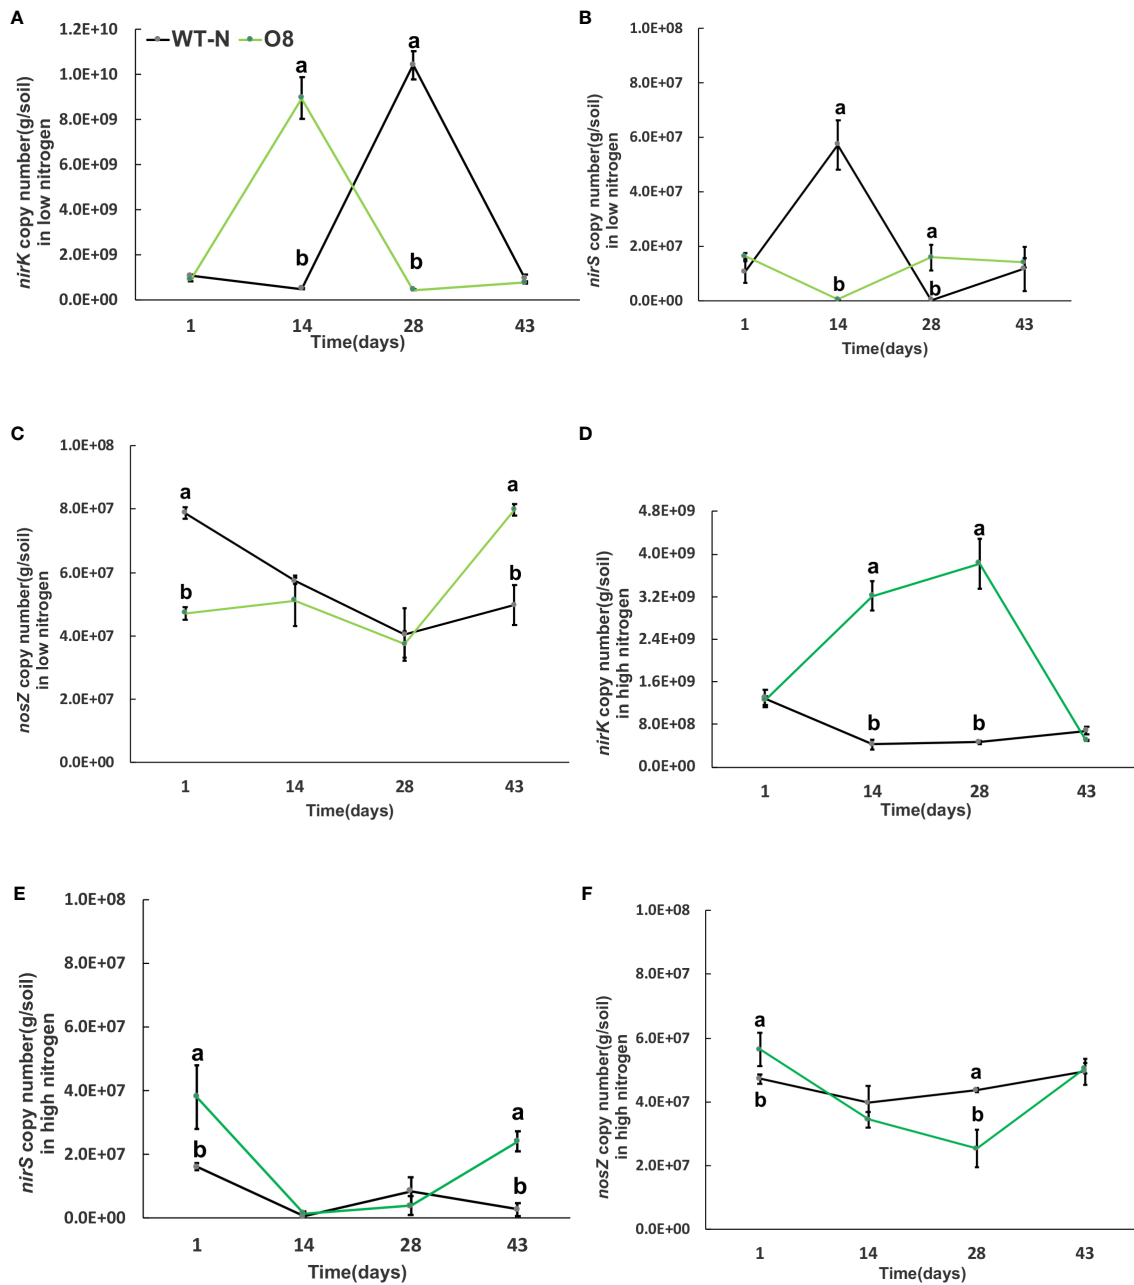 A
1.2E+10
WT-N
O8
1.0E+10
8.0E+09
6.0E+09
4.0E+09
2.0E+09
0.0E+00
nirK copy number(g/soil)
in low nitrogen
a
a
b
b
1
14
28
43
Time(days)
B
1.0E+08
8.0E+07
6.0E+07
4.0E+07
2.0E+07
0.0E+00
nirS copy number(g/soil)
in low nitrogen
a
a
b
b
1
14
28
43
Time(days)
C
1.0E+08
8.0E+07
6.0E+07
4.0E+07
2.0E+07
0.0E+00
nosZ copy number(g/soil)
in low nitrogen
a
a
b
b
1
14
28
43
Time(days)
D
4.8E+09
4.0E+09
3.2E+09
2.4E+09
1.6E+09
8.0E+08
0.0E+00
nirK copy number(g/soil)
in high nitrogen
a
a
b
b
1
14
28
43
Time(days)
E
1.0E+08
8.0E+07
6.0E+07
4.0E+07
2.0E+07
0.0E+00
nirS copy number(g/soil)
in high nitrogen
a
a
b
b
1
14
28
43
Time(days)
F
1.0E+08
8.0E+07
6.0E+07
4.0E+07
2.0E+07
0.0E+00
nosZ copy number(g/soil)
in high nitrogen
a
a
b
b
1
14
28
43
Time(days)